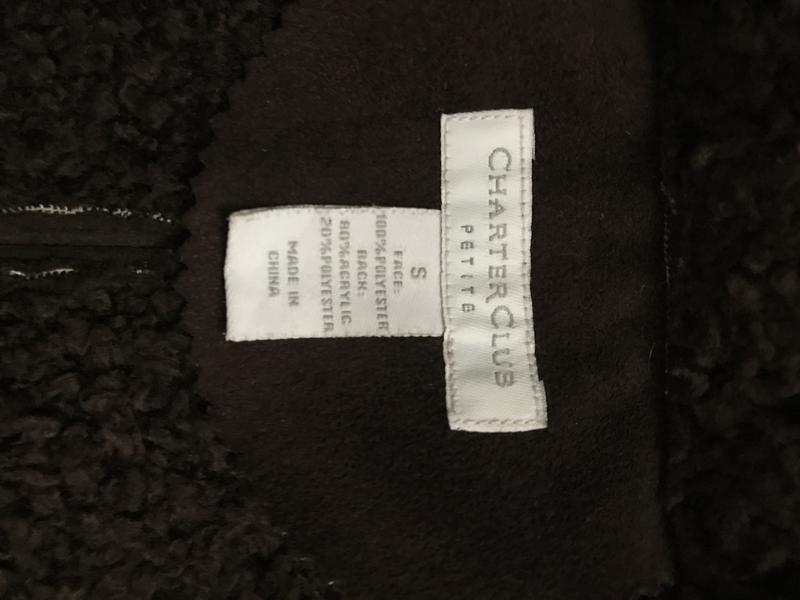 CHARTER CLUB
PETITE
S
FACE:
100%POLYESTER
BACK:
80%ACRYLIC
20%POLYESTER
MADE IN
CHINA